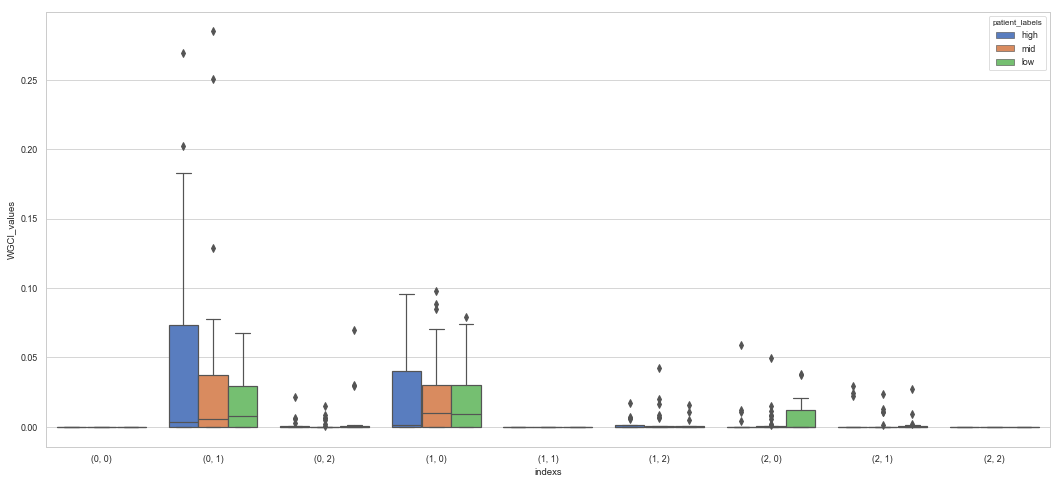 patient_labels
high
mid
low
WGCI_values
0.25
0.20
0.15
0.10
0.05
0.00
(0, 0) (0, 1) (0, 2) (1, 0) (1, 1) (1, 2) (2, 0) (2, 1) (2, 2)
indexs